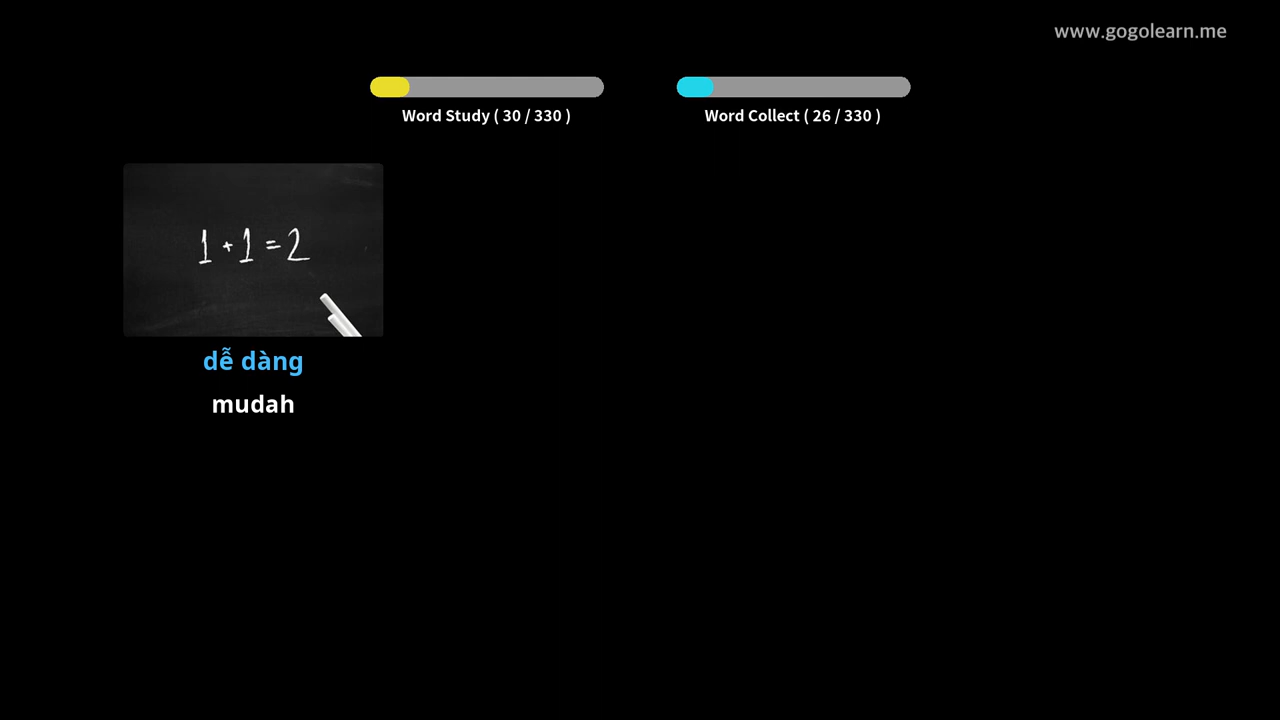 www.gogolearn.me
Word Study ( 30 / 330 )
Word Collect ( 26 / 330 )
1 + 1 = 2
dễ dàng
mudah